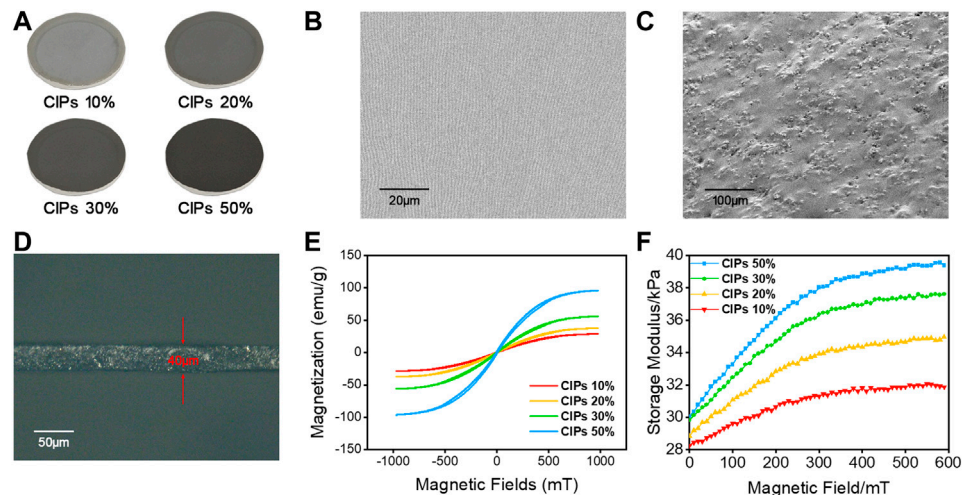 A
CIPs 10%
CIPs 20%
CIPs 30%
CIPs 50%
B
20μm
C
100μm
D
40μm
50μm
E
Magnetization (emu/g)
150
100
50
0
-50
-100
-150
CIPs 10%
CIPs 20%
CIPs 30%
CIPs 50%
-1000
-500
0
500
1000
Magnetic Fields (mT)
F
Storage Modulus/kPa
40
38
36
34
32
30
28
CIPs 50%
CIPs 30%
CIPs 20%
CIPs 10%
0
100
200
300
400
500
600
Magnetic Field/mT